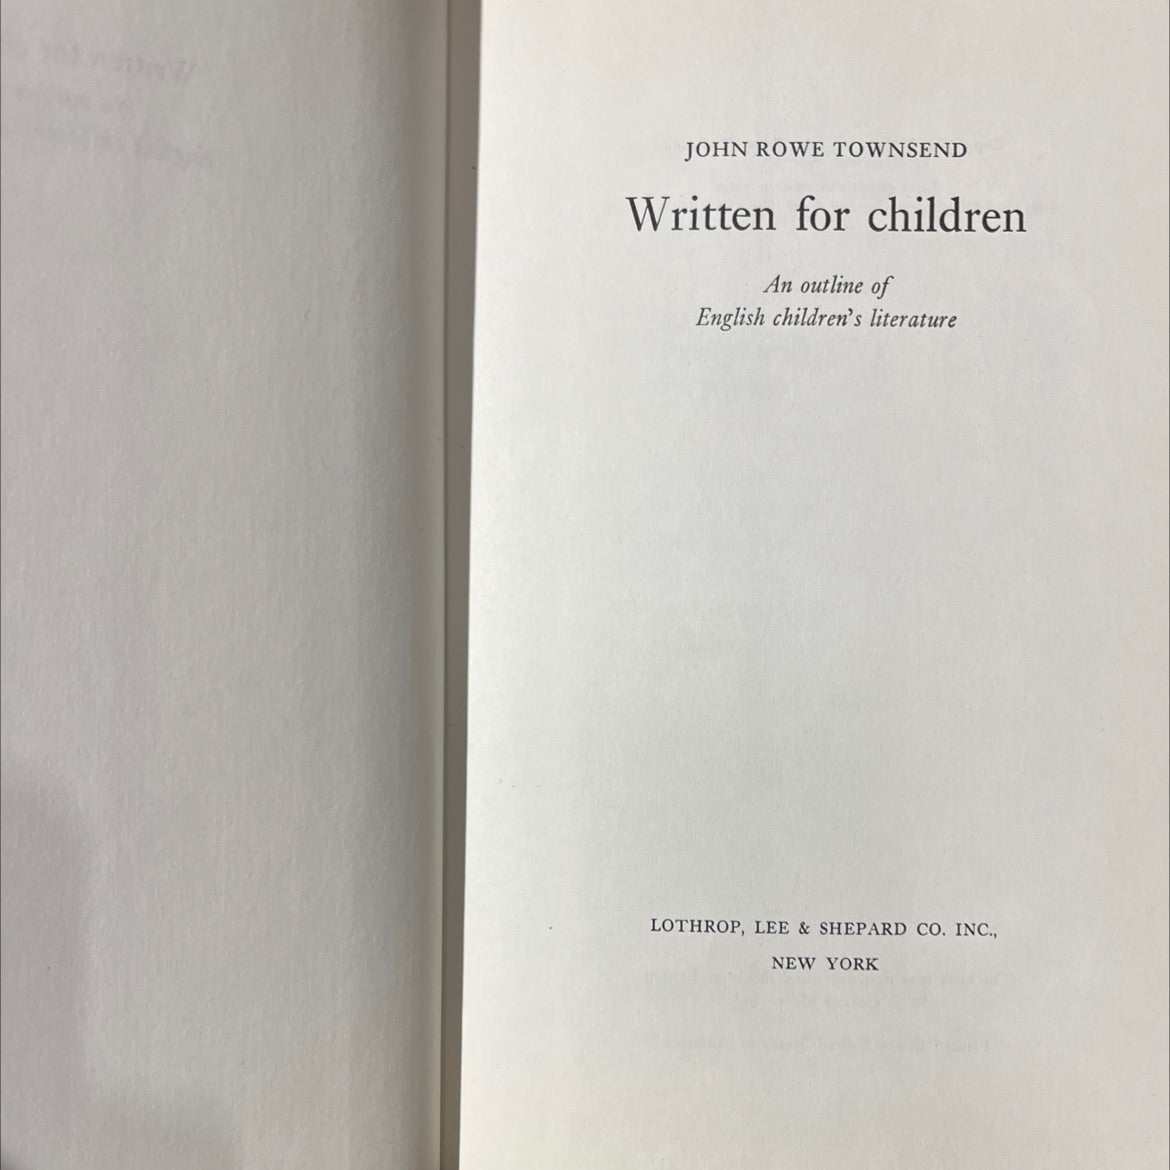 JOHN ROWE TOWNSEND
Written for children
An outline of
English children's literature
LOTHROP, LEE & SHEPARD CO. INC.,
NEW YORK